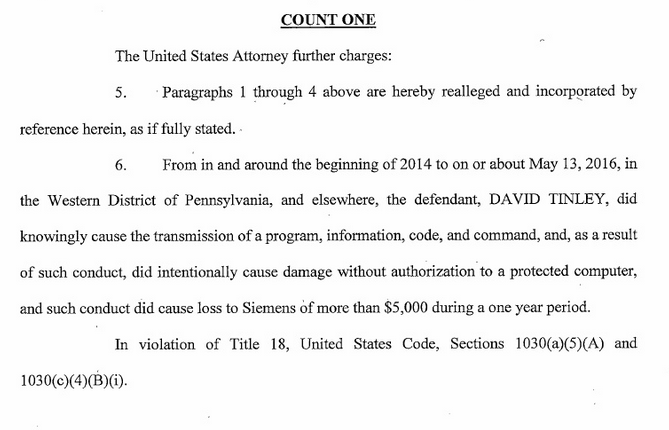 COUNT ONE
The United States Attorney further charges:
5. Paragraphs 1 through 4 above are hereby realleged and incorporated by
reference herein, as if fully stated.
6. From in and around the beginning of 2014 to on or about May 13, 2016, in
the Western District of Pennsylvania, and elsewhere, the defendant, DAVID TINLEY, did
knowingly cause the transmission of a program, information, code, and command, and, as a result
of such conduct, did intentionally cause damage without authorization to a protected computer,
and such conduct did cause loss to Siemens of more than $5,000 during a one year period.
In violation of Title 18, United States Code, Sections 1030(a)(5)(A) and
1030(c)(4)(B)(i).